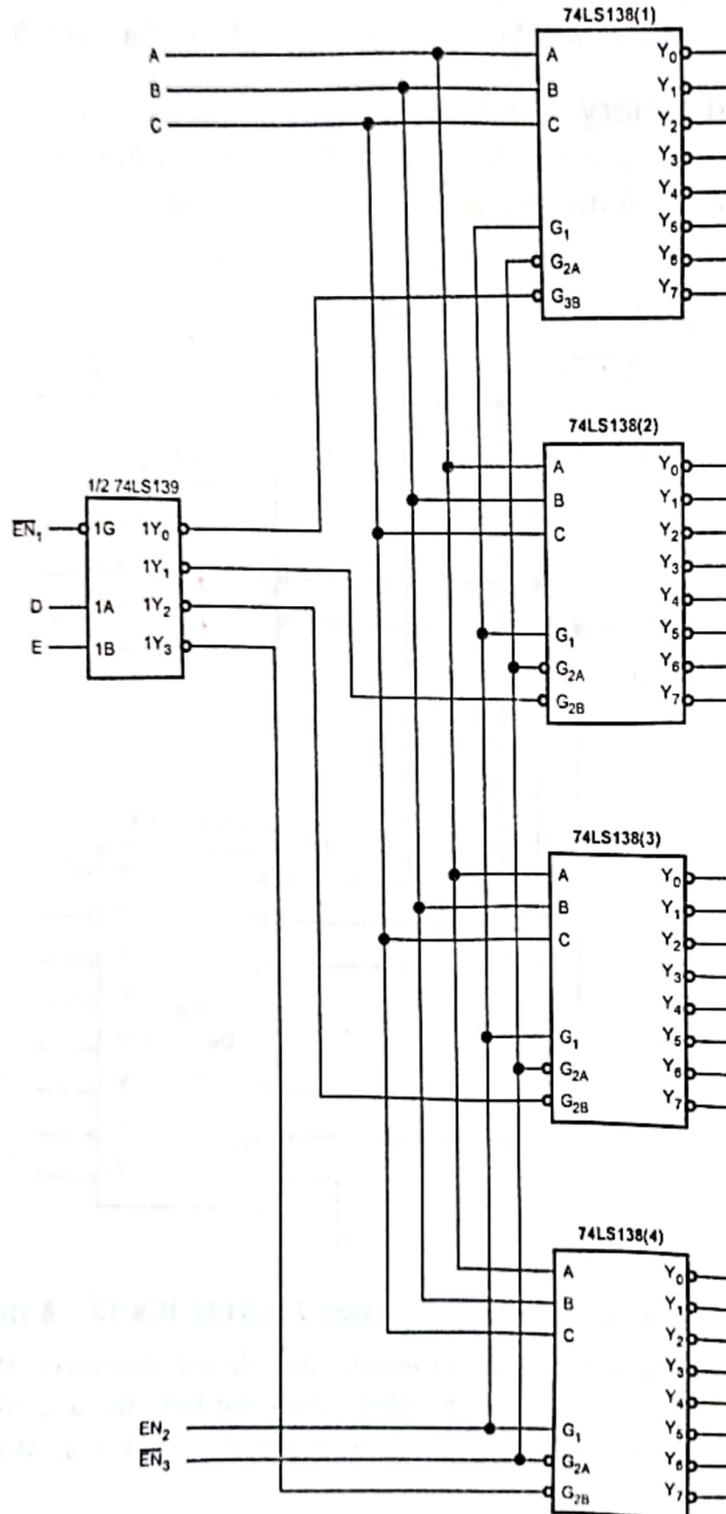 74LS138(1)
A A Y0
B B Y1
C C Y2
Y3
Y4
G1 Y5
G2A Y6
G3B Y7
74LS138(2)
A Y0
B Y1
C Y2
Y3
Y4
G1 Y5
G2A Y6
G2B Y7
1/2 74LS139
E̅N̅1 1G 1Y0
1Y1
D 1A 1Y2
E 1B 1Y3
74LS138(3)
A Y0
B Y1
C Y2
Y3
Y4
G1 Y5
G2A Y6
G2B Y7
74LS138(4)
A Y0
B Y1
C Y2
Y3
Y4
EN2 G1 Y5
E̅N̅3 G2A Y6
G2B Y7